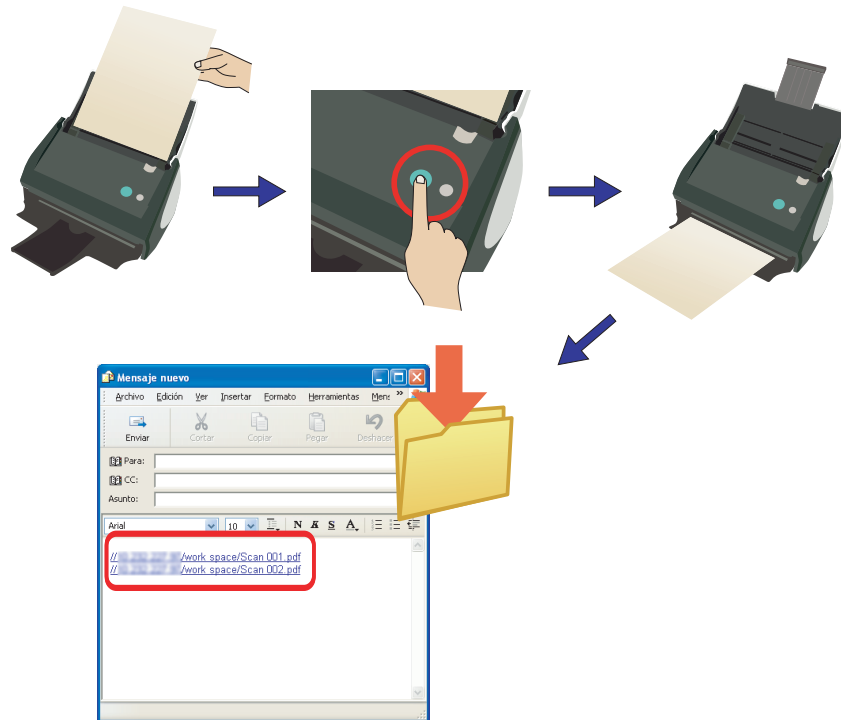 Mensaje nuevo
Archivo Edición Ver Insertar Formato Herramientas Mens »
Enviar Cortar Copiar Pegar Deshacer
Para:
CC:
Asunto:
Arial 10 N K S A
// /work space/Scan 001.pdf
// /work space/Scan 002.pdf